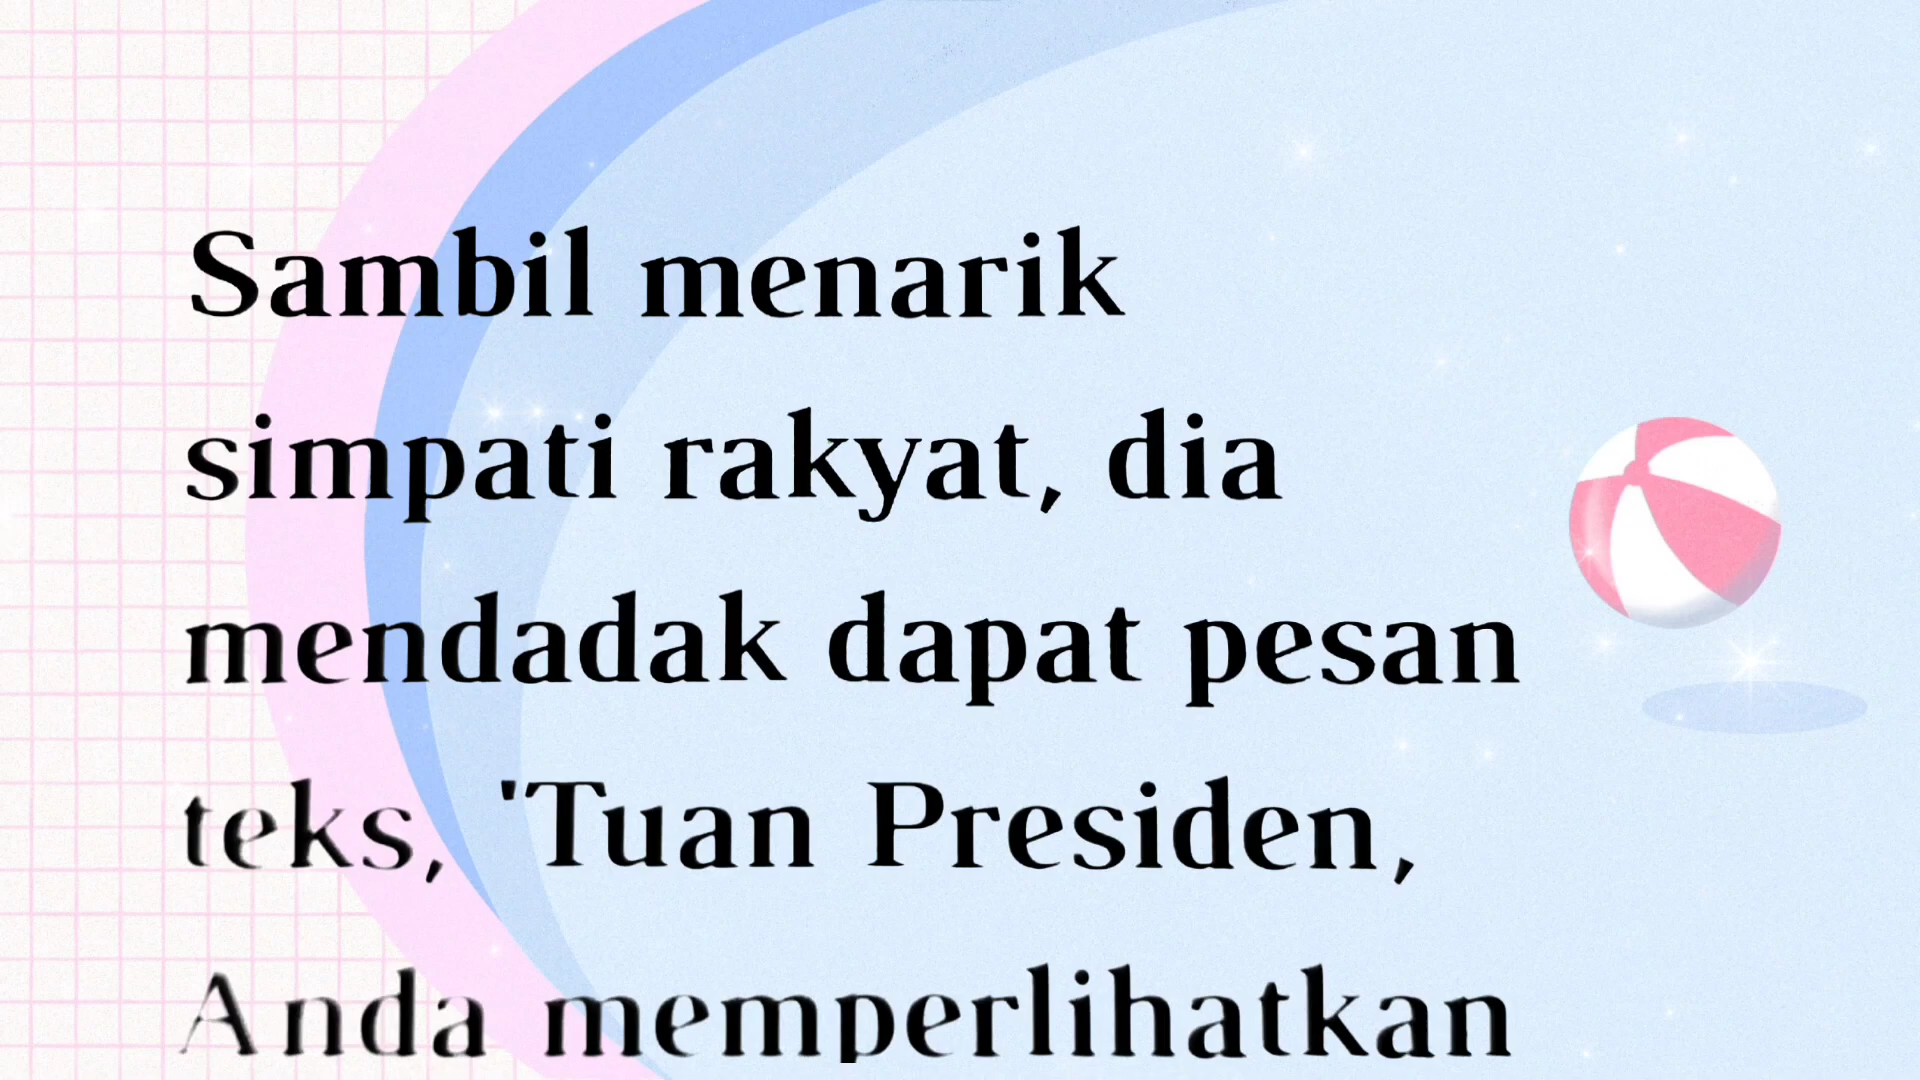 Sambil menarik
simpati rakyat, dia
mendadak dapat pesan
teks, 'Tuan Presiden,
Anda memperlihatkan